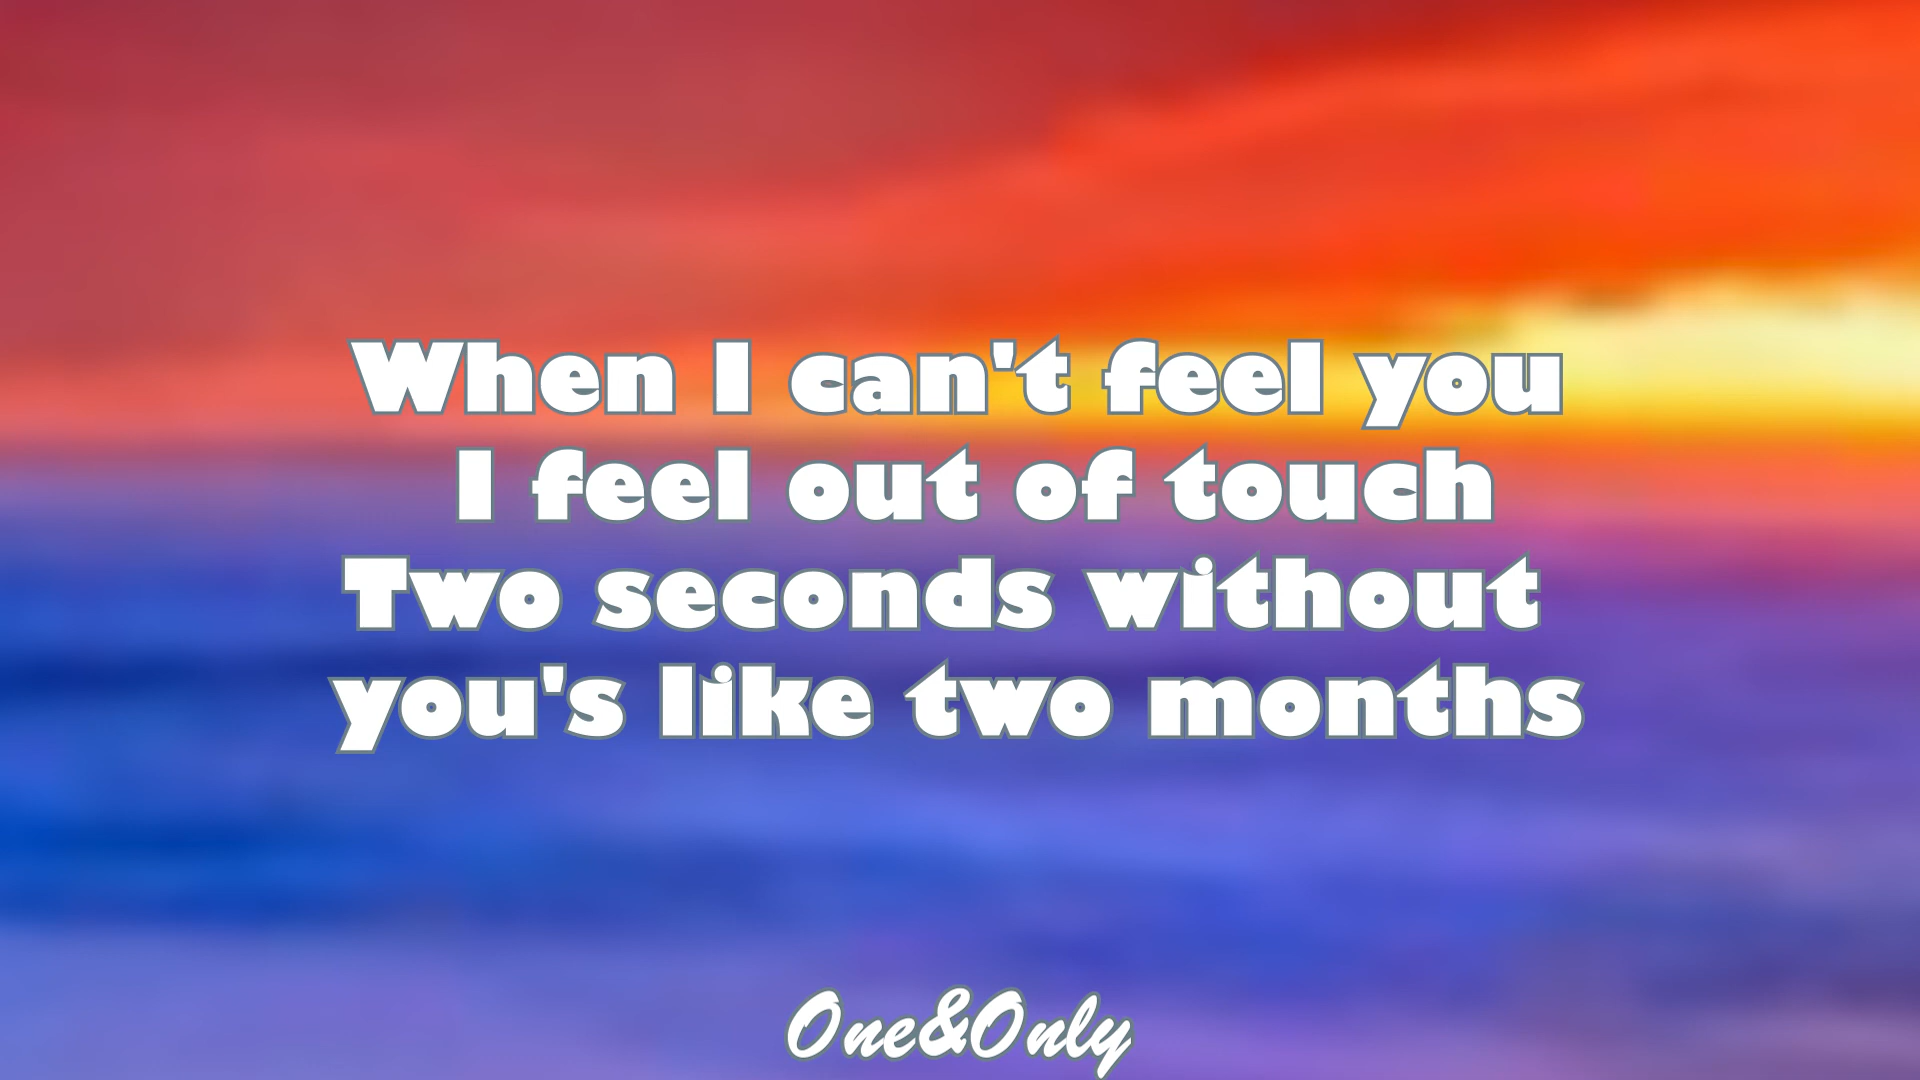 When I can't feel you
I feel out of touch
Two seconds without
you's like two months
One&Only